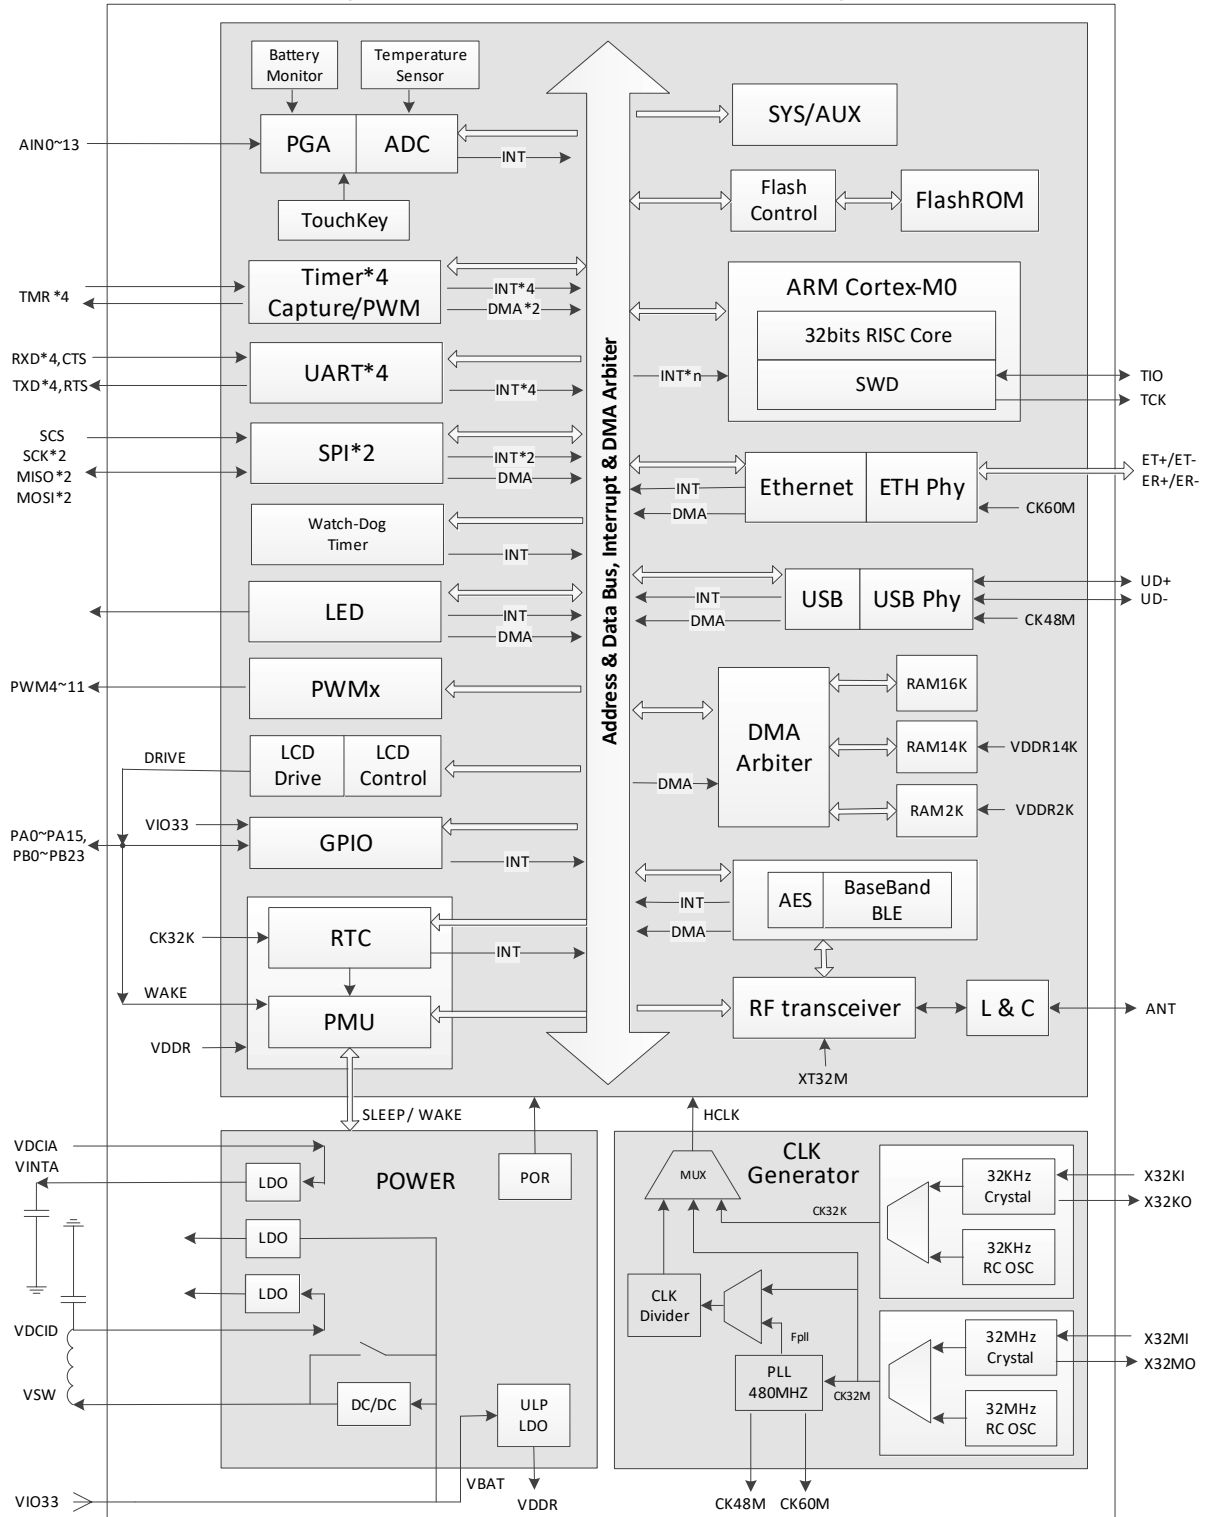 Battery
Monitor
Temperature
Sensor
AIN0~13
PGA
ADC
INT
TouchKey
TMR *4
Timer*4
Capture/PWM
INT*4
DMA*2
RXD*4,CTS
TXD*4,RTS
UART*4
INT*4
SCS
SCK*2
MISO*2
MOSI*2
SPI*2
INT*2
DMA
Watch-Dog
Timer
INT
LED
INT
DMA
PWM4~11
PWMx
DRIVE
LCD
Drive
LCD
Control
VIO33
PA0~PA15,
PB0~PB23
GPIO
INT
CK32K
RTC
INT
WAKE
PMU
VDDR
Address & Data Bus, Interrupt & DMA Arbiter
SYS/AUX
Flash
Control
FlashROM
ARM Cortex-M0
32bits RISC Core
SWD
INT*n
TIO
TCK
Ethernet
ETH Phy
INT
DMA
ET+/ET-
ER+/ER-
CK60M
USB
USB Phy
INT
DMA
UD+
UD-
CK48M
DMA
Arbiter
DMA
RAM16K
RAM14K
VDDR14K
RAM2K
VDDR2K
AES
BaseBand
BLE
INT
DMA
RF transceiver
L & C
ANT
XT32M
SLEEP/ WAKE
HCLK
VDCIA
VINTA
LDO
POWER
POR
LDO
LDO
VDCID
VSW
DC/DC
ULP
LDO
VBAT
VDDR
VIO33
CLK
Generator
MUX
CK32K
32KHz
Crystal
32KHz
RC OSC
X32KI
X32KO
CLK
Divider
Fpll
PLL
480MHZ
CK32M
32MHz
Crystal
32MHz
RC OSC
X32MI
X32MO
CK48M
CK60M